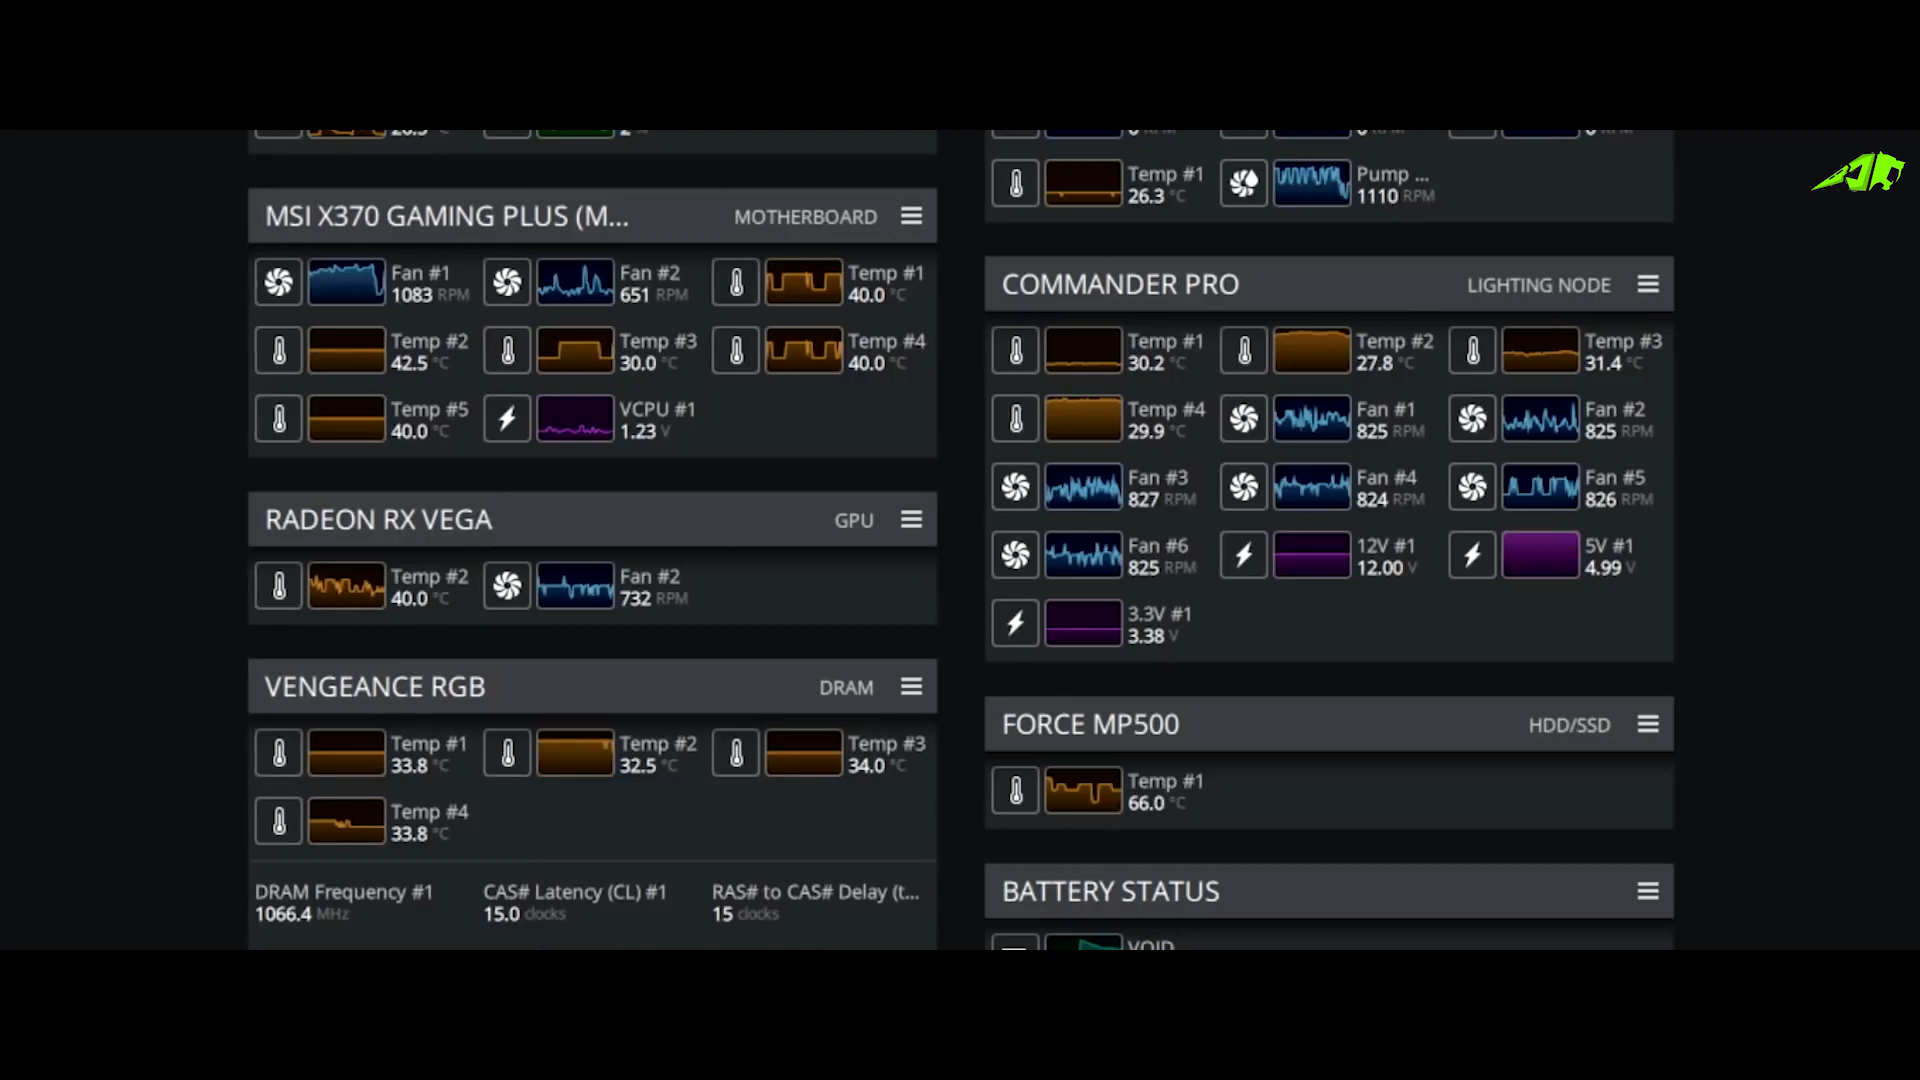 MSI X370 GAMING PLUS (M... MOTHERBOARD
Fan #1 Fan #2 Temp #1
1083 RPM 651 RPM 40.0 °C
Temp #2 Temp #3 Temp #4
42.5 °C 30.0 °C 40.0 °C
Temp #5 VCPU #1
40.0 °C 1.23 V
RADEON RX VEGA GPU
Temp #2 Fan #2
40.0 °C 732 RPM
VENGEANCE RGB DRAM
Temp #1 Temp #2 Temp #3
33.8 °C 32.5 °C 34.0 °C
Temp #4
33.8 °C
DRAM Frequency #1 CAS# Latency (CL) #1 RAS# to CAS# Delay (t...
1066.4 MHz 15.0 clocks 15 clocks
Temp #1 Pump ...
26.3 °C 1110 RPM
COMMANDER PRO LIGHTING NODE
Temp #1 Temp #2 Temp #3
30.2 °C 27.8 °C 31.4 °C
Temp #4 Fan #1 Fan #2
29.9 °C 825 RPM 825 RPM
Fan #3 Fan #4 Fan #5
827 RPM 824 RPM 826 RPM
Fan #6 12V #1 5V #1
825 RPM 12.00 V 4.99 V
3.3V #1
3.38 V
FORCE MP500 HDD/SSD
Temp #1
66.0 °C
BATTERY STATUS
VOID